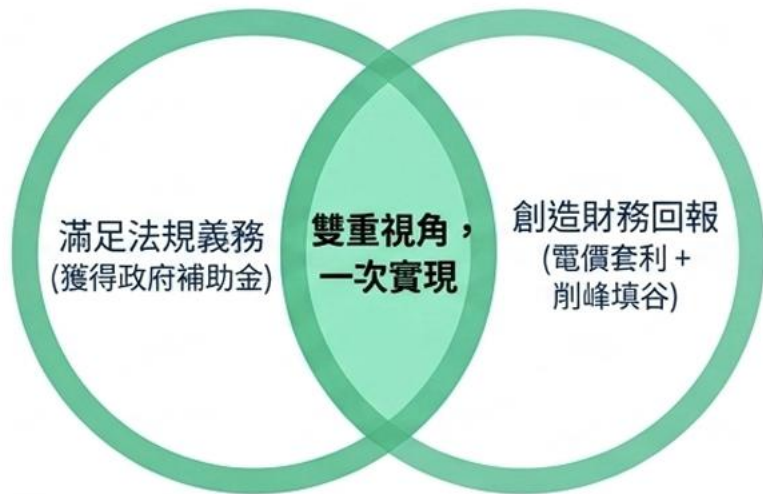 滿足法規義務
(獲得政府補助金)
雙重視角，
一次實現
創造財務回報
(電價套利 +
削峰填谷)